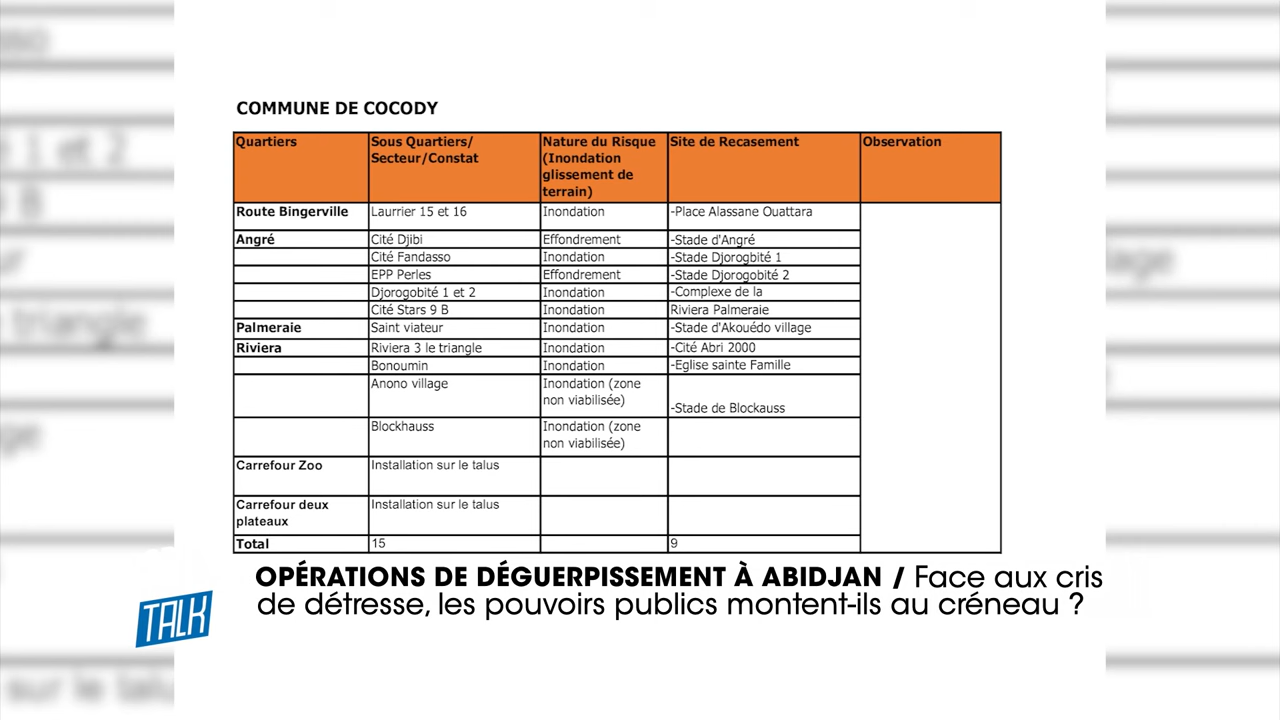 COMMUNE DE COCODY
Quartiers
Sous Quartiers/
Secteur/Constat
Nature du Risque
(Inondation
glissement de
terrain)
Site de Recasement
Observation
Route Bingerville
Laurrier 15 et 16
Inondation
-Place Alassane Ouattara
Angré
Cité Djibi
Effondrement
-Stade d'Angré
Cité Fandasso
Inondation
-Stade Djorogbité 1
EPP Perles
Effondrement
-Stade Djorogobité 2
Djorogobité 1 et 2
Inondation
-Complexe de la
Cité Stars 9 B
Inondation
Riviera Palmeraie
Palmeraie
Saint viateur
Inondation
-Stade d'Akouédo village
Riviera
Riviera 3 le triangle
Inondation
-Cité Abri 2000
Bonoumin
Inondation
-Eglise sainte Famille
Anono village
Inondation (zone
non viabilisée)
-Stade de Blockauss
Blockhauss
Inondation (zone
non viabilisée)
Carrefour Zoo
Installation sur le talus
Carrefour deux
plateaux
Installation sur le talus
Total
15
9
OPÉRATIONS DE DÉGUERPISSEMENT À ABIDJAN / Face aux cris
de détresse, les pouvoirs publics montent-ils au créneau ?
TALK